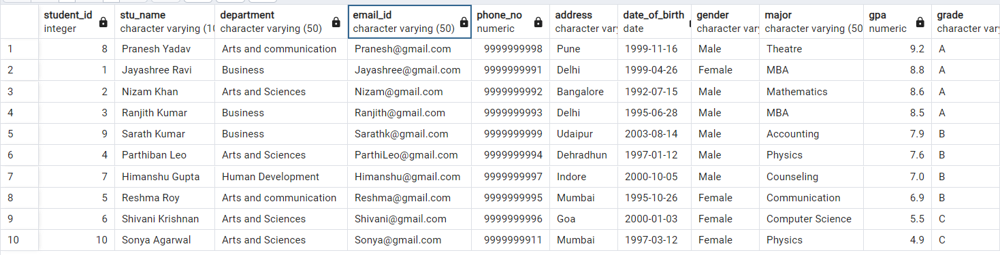 student_id stu_name department email_id phone_no address date_of_birth gender major gpa grade
integer character varying (10 character varying (50) character varying (50) numeric character var date character var character varying (50 numeric character var
1 8 Pranesh Yadav Arts and communication Pranesh@gmail.com 9999999998 Pune 1999-11-16 Male Theatre 9.2 A
2 1 Jayashree Ravi Business Jayashree@gmail.com 9999999991 Delhi 1999-04-26 Female MBA 8.8 A
3 2 Nizam Khan Arts and Sciences Nizam@gmail.com 9999999992 Bangalore 1992-07-15 Male Mathematics 8.6 A
4 3 Ranjith Kumar Business Ranjith@gmail.com 9999999993 Delhi 1995-06-28 Male MBA 8.5 A
5 9 Sarath Kumar Business Sarathk@gmail.com 9999999999 Udaipur 2003-08-14 Male Accounting 7.9 B
6 4 Parthiban Leo Arts and Sciences ParthiLeo@gmail.com 9999999994 Dehradhun 1997-01-12 Male Physics 7.6 B
7 7 Himanshu Gupta Human Development Himanshu@gmail.com 9999999997 Indore 2000-10-05 Male Counseling 7.0 B
8 5 Reshma Roy Arts and communication Reshma@gmail.com 9999999995 Mumbai 1995-10-26 Female Communication 6.9 B
9 6 Shivani Krishnan Arts and Sciences Shivani@gmail.com 9999999996 Goa 2000-01-03 Female Computer Science 5.5 C
10 10 Sonya Agarwal Arts and Sciences Sonya@gmail.com 9999999911 Mumbai 1997-03-12 Female Physics 4.9 C